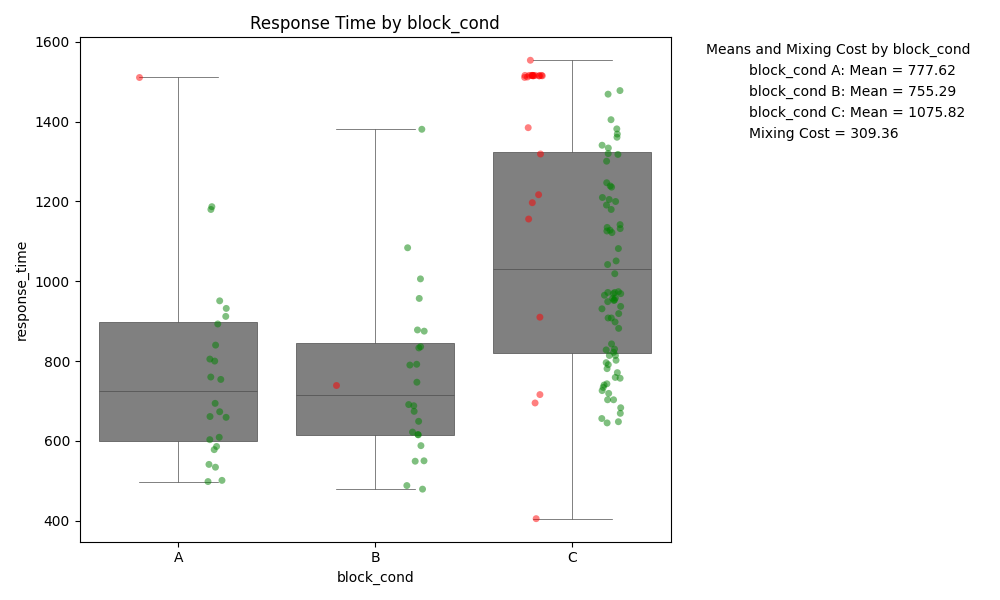 Response Time by block_cond
Means and Mixing Cost by block_cond
block_cond A: Mean = 777.62
block_cond B: Mean = 755.29
block_cond C: Mean = 1075.82
Mixing Cost = 309.36
response_time
1600
1400
1200
1000
800
600
400
A
B
C
block_cond